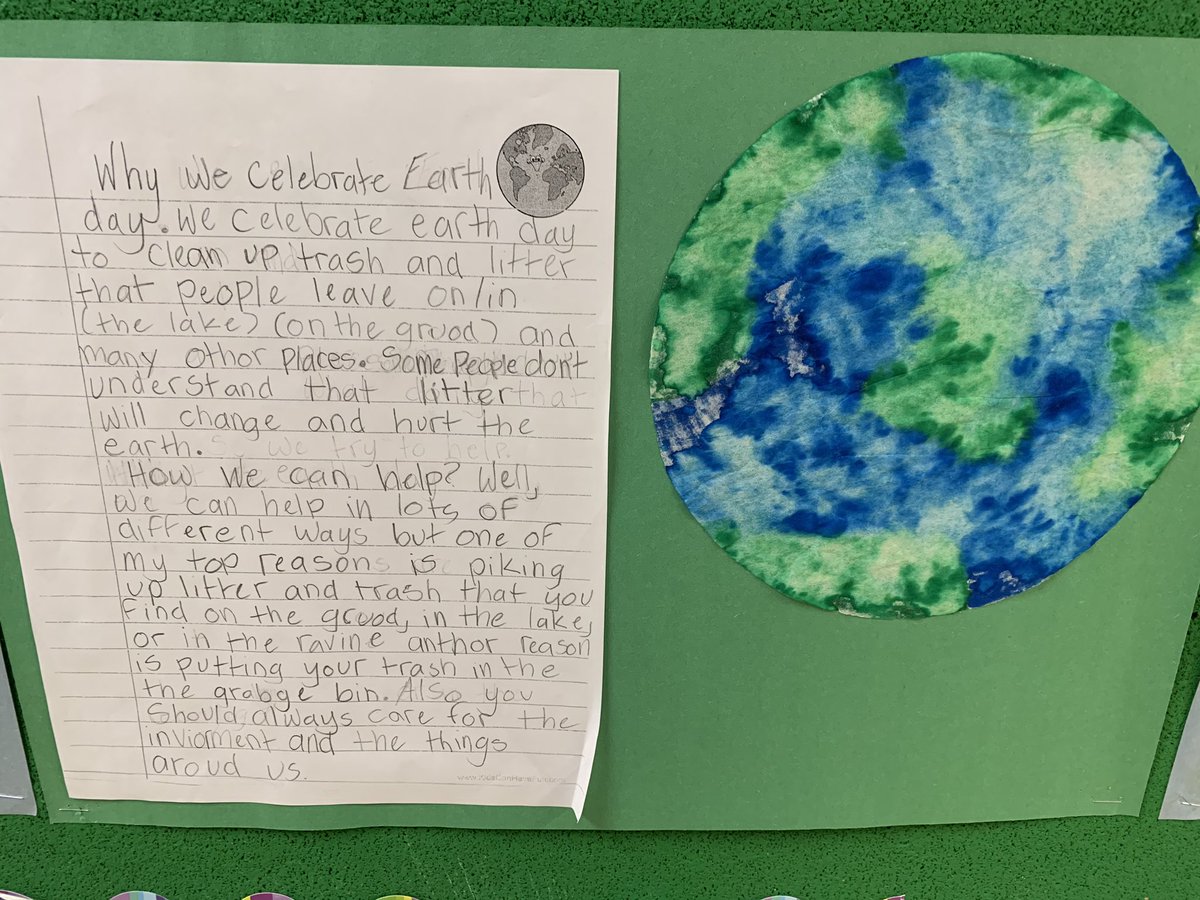 Why We celebrate Earth
day. We celebrate earth day
to clean up trash and litter
that people leave on/in
(the lake) (on the gruod) and
many othor places. Some People don't
understand that litter
will change and hurt the
earth.
How we can help? Well,
we can help in lots of
different ways but one of
my top reasons is piking
up litter and trash that you
find on the gruod, in the lake,
or in the ravine anthor reason
is putting your trash in the
the grabge bin. Also you
Should always care for the
inviorment and the things
aroud us.